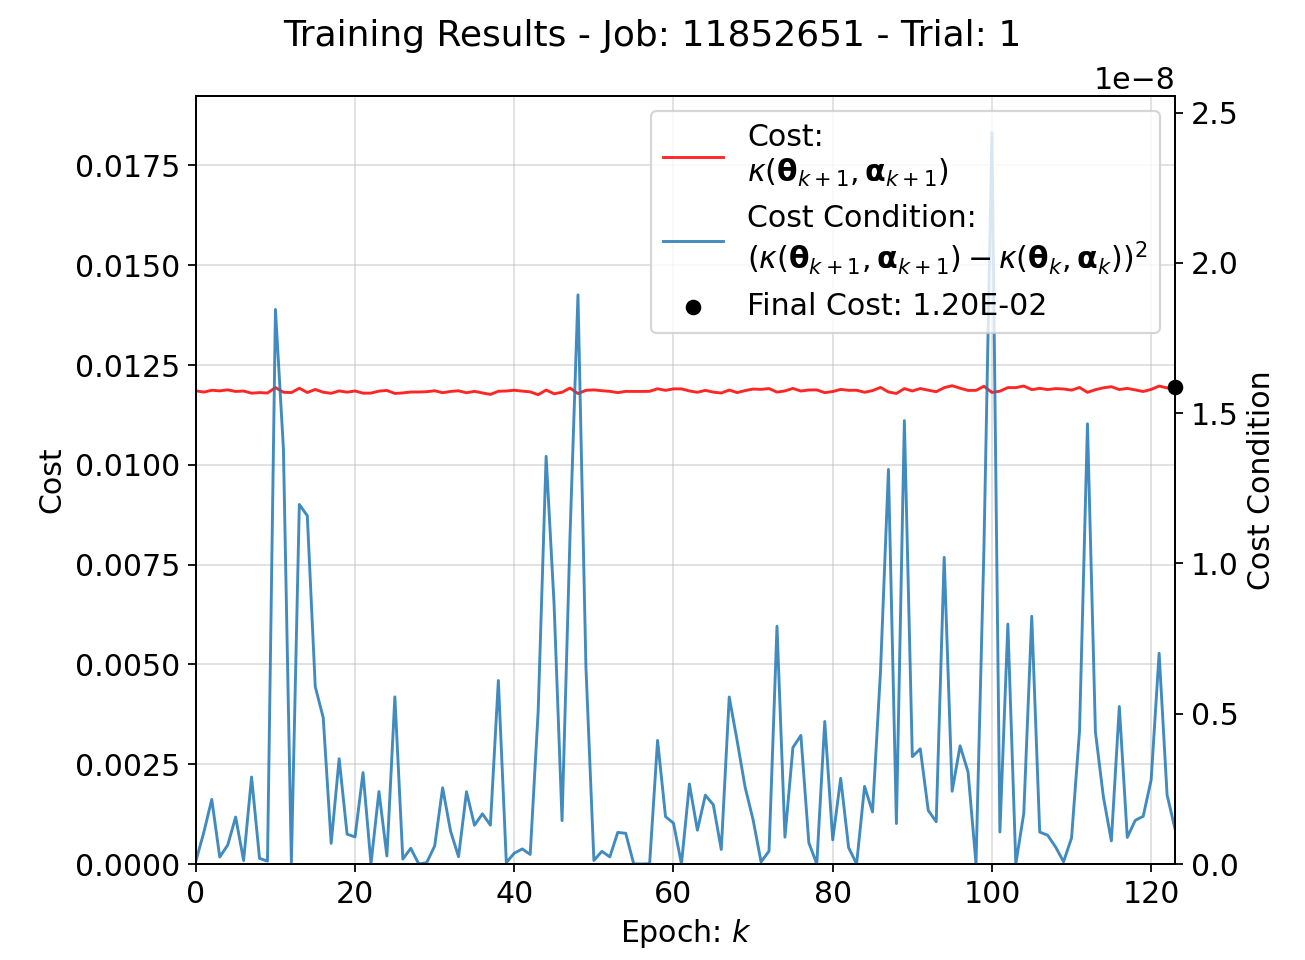 Training Results - Job: 11852651 - Trial: 1
1e−8
Cost:
κ(θₖ₊₁, αₖ₊₁)
Cost Condition:
(κ(θₖ₊₁, αₖ₊₁) − κ(θₖ, αₖ))²
Final Cost: 1.20E-02
0.0175
0.0150
0.0125
0.0100
0.0075
0.0050
0.0025
0.0000
Cost
2.5
2.0
1.5
1.0
0.5
0.0
Cost Condition
0 20 40 60 80 100 120
Epoch: k